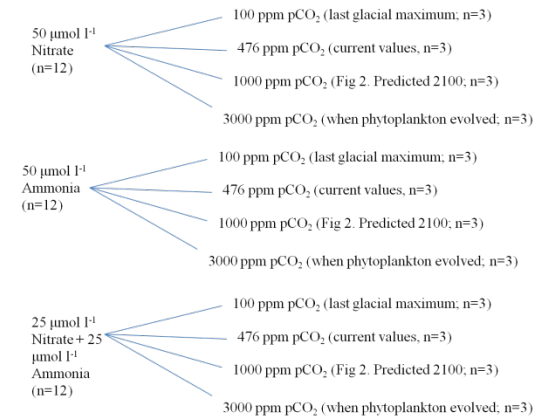 50 μmol l⁻¹
Nitrate
(n=12)
100 ppm pCO₂ (last glacial maximum; n=3)
476 ppm pCO₂ (current values, n=3)
1000 ppm pCO₂ (Fig 2. Predicted 2100; n=3)
3000 ppm pCO₂ (when phytoplankton evolved; n=3)
50 μmol l⁻¹
Ammonia
(n=12)
100 ppm pCO₂ (last glacial maximum; n=3)
476 ppm pCO₂ (current values, n=3)
1000 ppm pCO₂ (Fig 2. Predicted 2100; n=3)
3000 ppm pCO₂ (when phytoplankton evolved; n=3)
25 μmol l⁻¹
Nitrate + 25
μmol l⁻¹
Ammonia
(n=12)
100 ppm pCO₂ (last glacial maximum; n=3)
476 ppm pCO₂ (current values, n=3)
1000 ppm pCO₂ (Fig 2. Predicted 2100; n=3)
3000 ppm pCO₂ (when phytoplankton evolved; n=3)